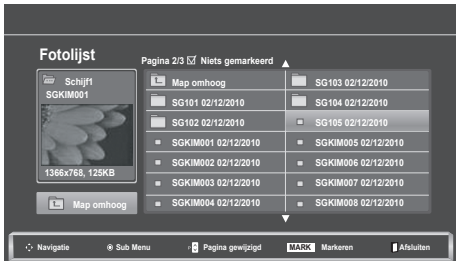 Fotolijst
Pagina 2/3 ☑ Niets gemarkeerd
Schijf1
SGKIM001
1366x768, 125KB
Map omhoog
Map omhoog
SG101 02/12/2010
SG102 02/12/2010
SGKIM001 02/12/2010
SGKIM002 02/12/2010
SGKIM003 02/12/2010
SGKIM004 02/12/2010
SG103 02/12/2010
SG104 02/12/2010
SG105 02/12/2010
SGKIM005 02/12/2010
SGKIM006 02/12/2010
SGKIM007 02/12/2010
SGKIM008 02/12/2010
Navigatie Sub Menu P Pagina gewijzigd MARK Markeren Afsluiten